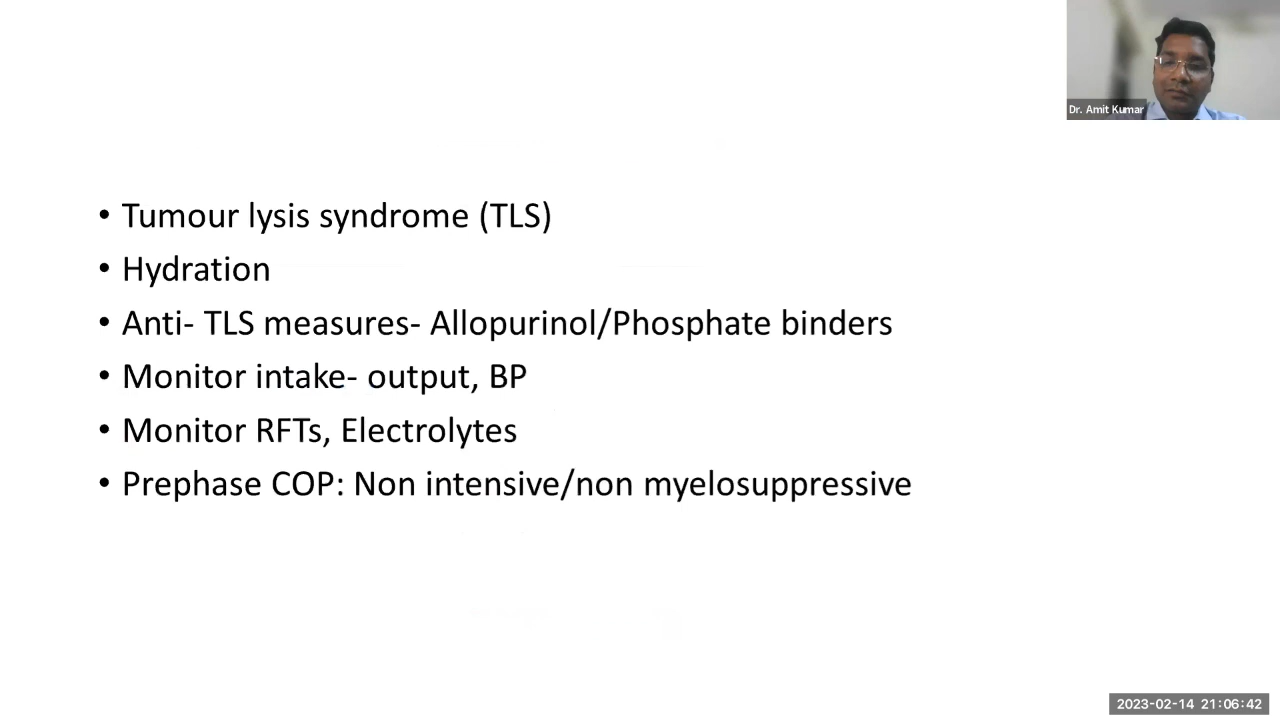 Dr. Amit Kumar
• Tumour lysis syndrome (TLS)
• Hydration
• Anti- TLS measures- Allopurinol/Phosphate binders
• Monitor intake- output, BP
• Monitor RFTs, Electrolytes
• Prephase COP: Non intensive/non myelosuppressive
2023-02-14 21:06:42